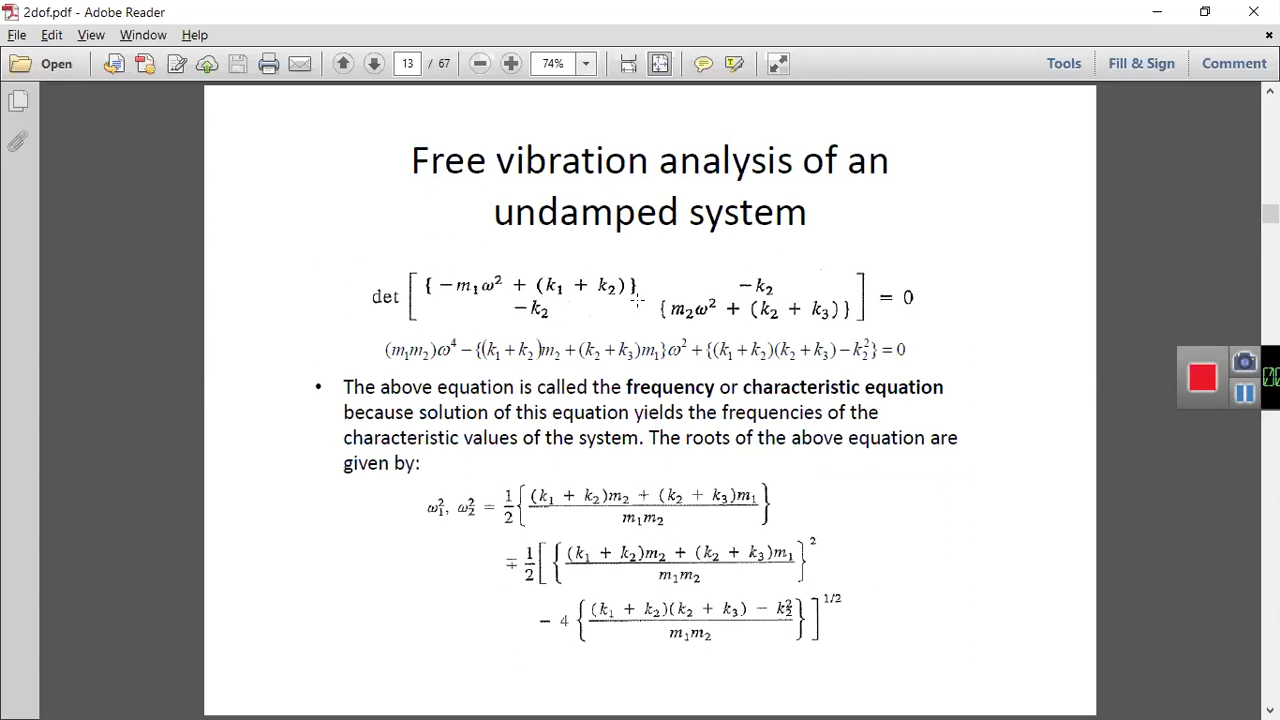 2dof.pdf - Adobe Reader
File Edit View Window Help
Open 13 / 67 74% Tools Fill & Sign Comment
Free vibration analysis of an
undamped system
det [ {-m₁ω² + (k₁ + k₂)} -k₂
-k₂ {m₂ω² + (k₂ + k₃)} ] = 0
(m₁m₂)ω⁴ − {(k₁ + k₂)m₂ + (k₂ + k₃)m₁}ω² + {(k₁ + k₂)(k₂ + k₃) − k₂²} = 0
• The above equation is called the frequency or characteristic equation
because solution of this equation yields the frequencies of the
characteristic values of the system. The roots of the above equation are
given by:
ω₁², ω₂² = 1/2 { ((k₁ + k₂)m₂ + (k₂ + k₃)m₁) / m₁m₂ }
∓ 1/2 [ { ((k₁ + k₂)m₂ + (k₂ + k₃)m₁) / m₁m₂ }²
− 4 { ((k₁ + k₂)(k₂ + k₃) − k₂²) / m₁m₂ } ]^1/2